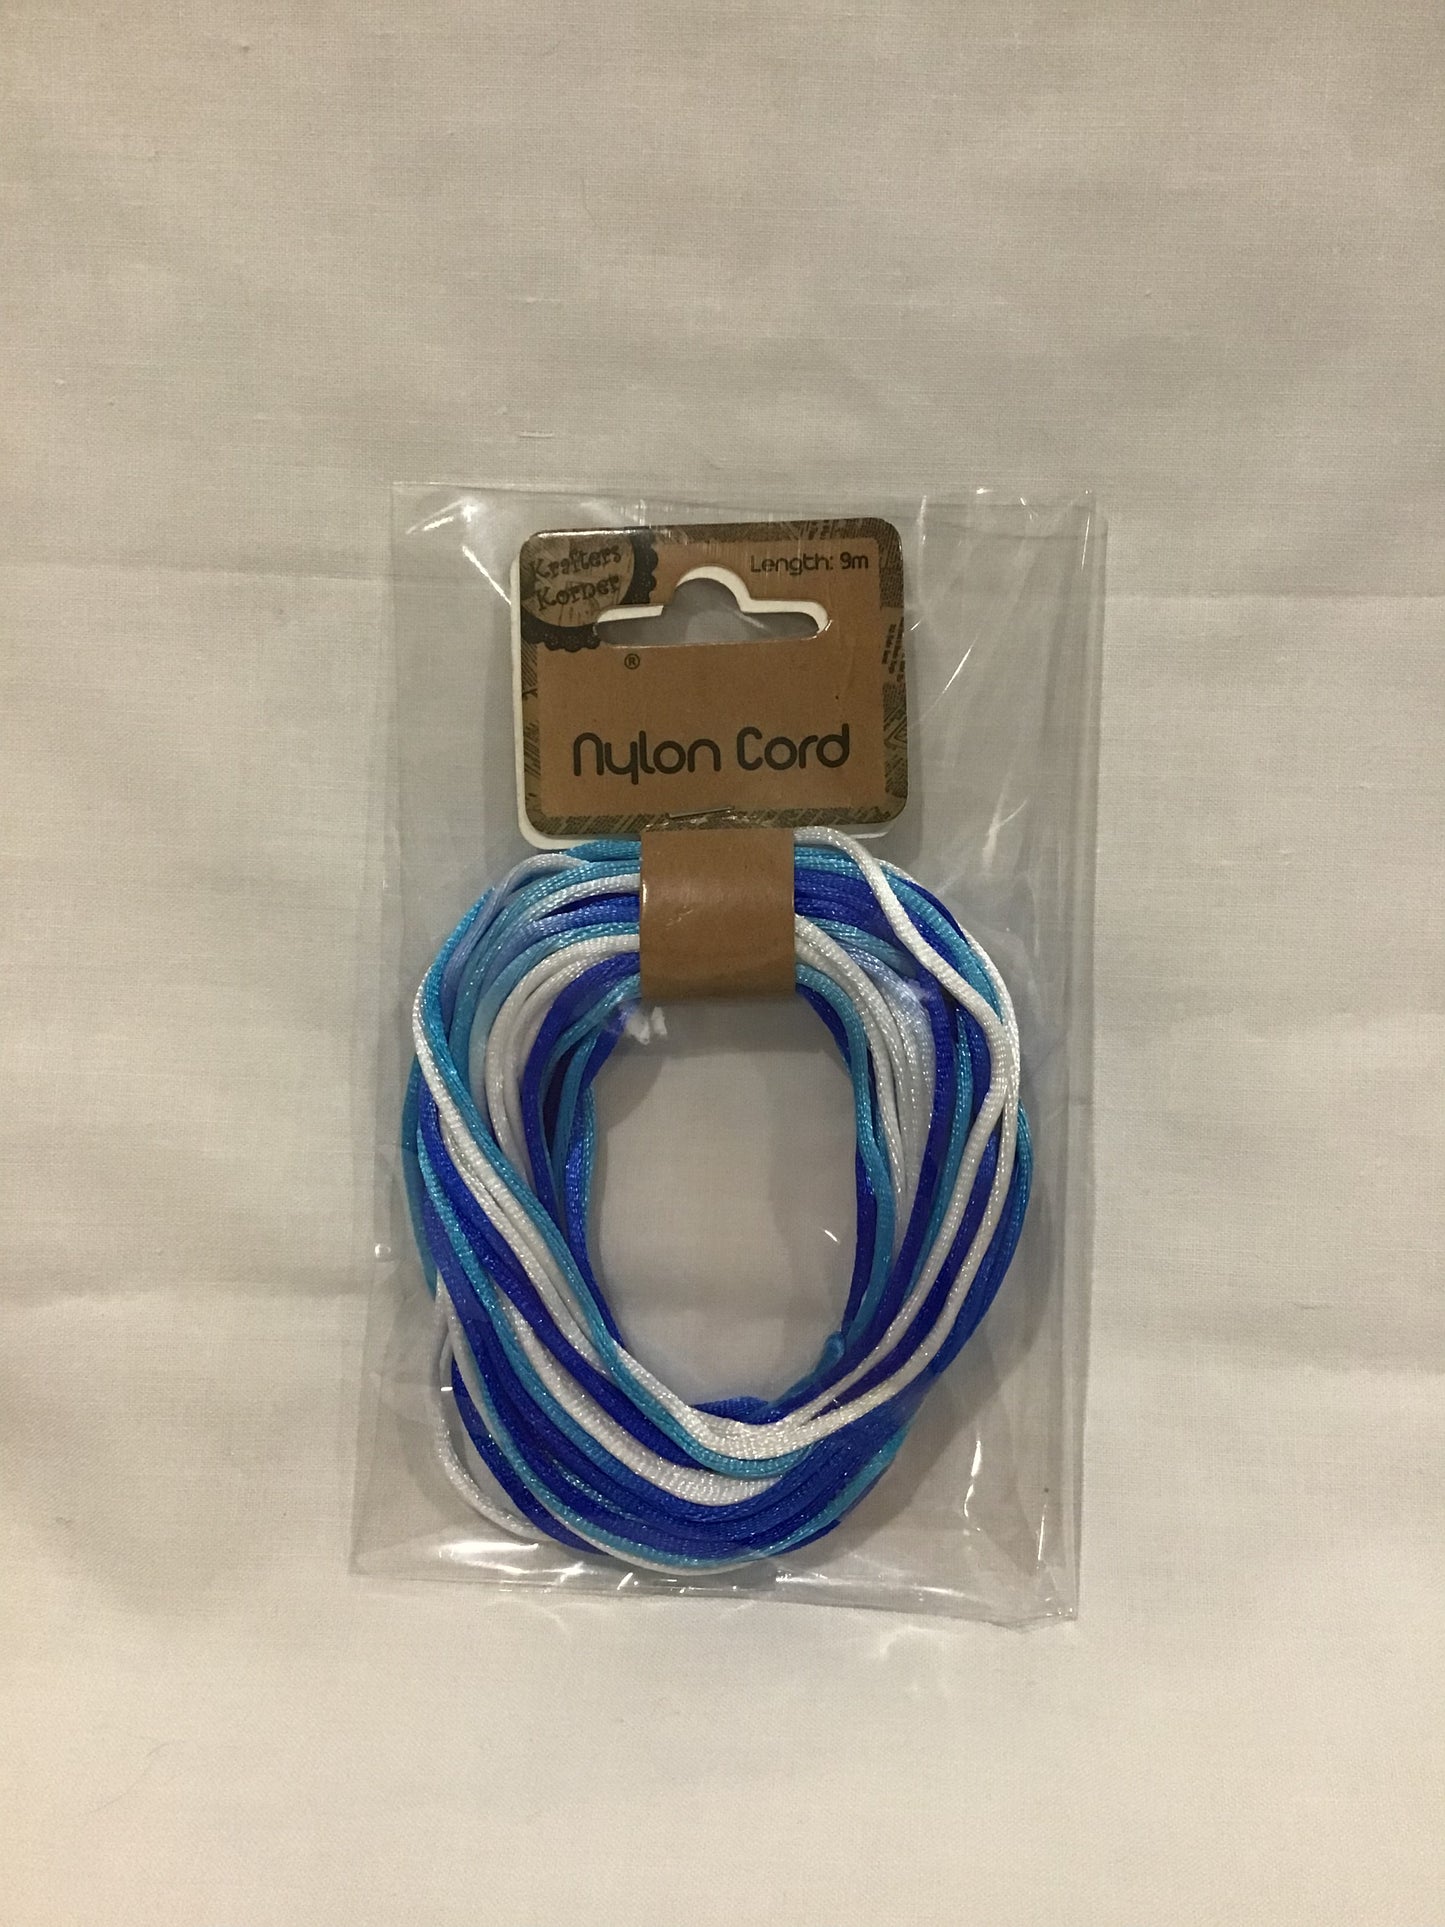 Krafters
Korner
Length: 9m
®
Nylon Cord